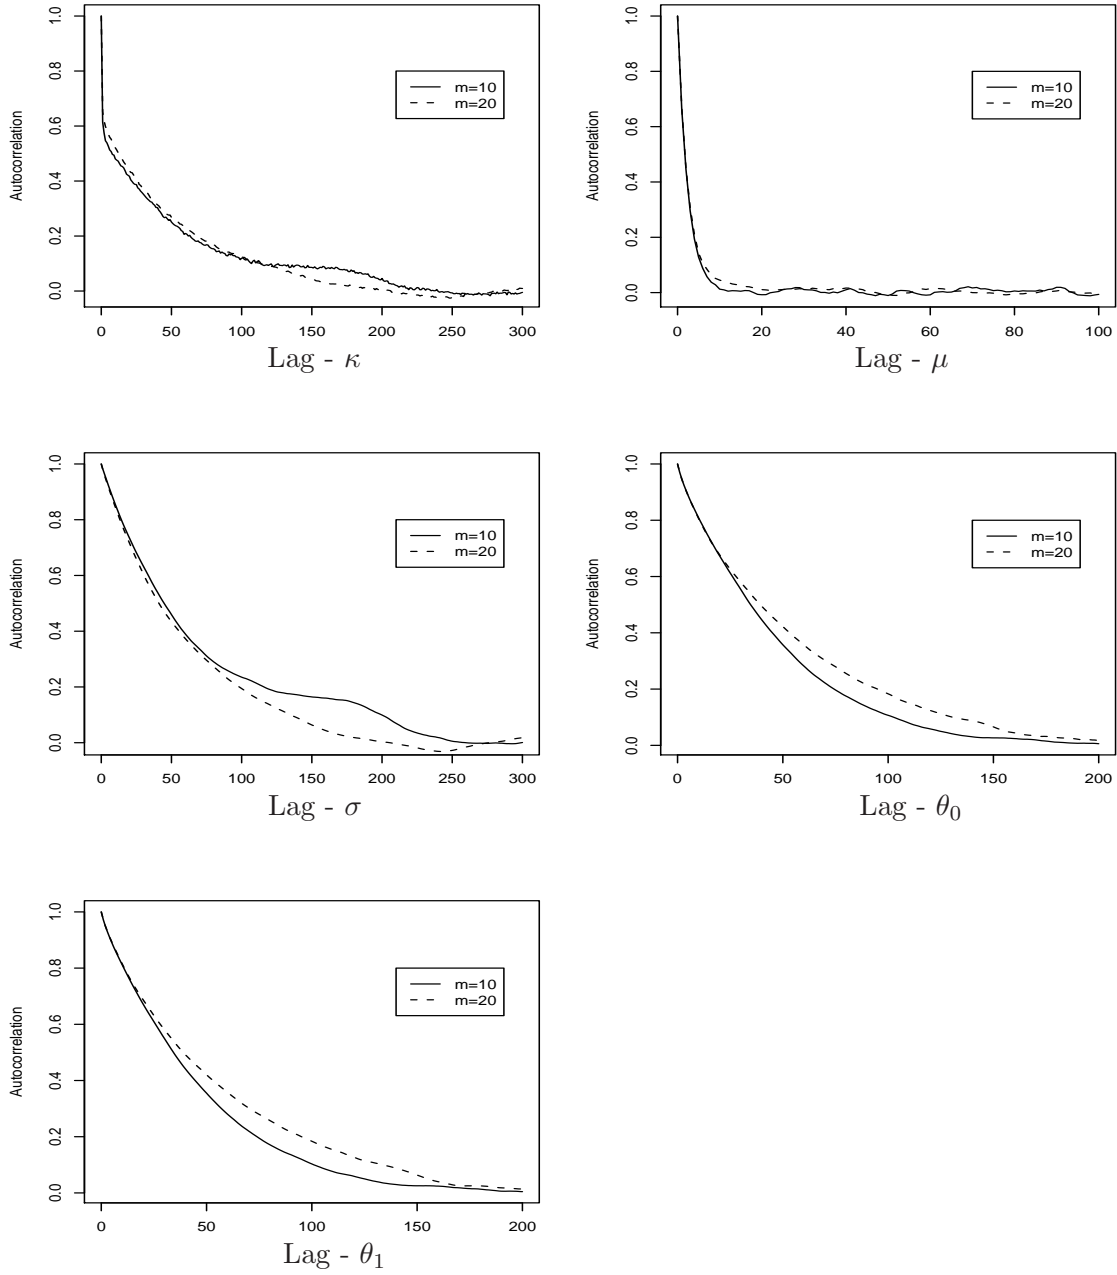 Autocorrelation
1.0
0.8
0.6
0.4
0.2
0.0
m=10
m=20
0 50 100 150 200 250 300
Lag - κ
Autocorrelation
1.0
0.8
0.6
0.4
0.2
0.0
m=10
m=20
0 20 40 60 80 100
Lag - μ
Autocorrelation
1.0
0.8
0.6
0.4
0.2
0.0
m=10
m=20
0 50 100 150 200 250 300
Lag - σ
Autocorrelation
1.0
0.8
0.6
0.4
0.2
0.0
m=10
m=20
0 50 100 150 200
Lag - θ₀
Autocorrelation
1.0
0.8
0.6
0.4
0.2
0.0
m=10
m=20
0 50 100 150 200
Lag - θ₁